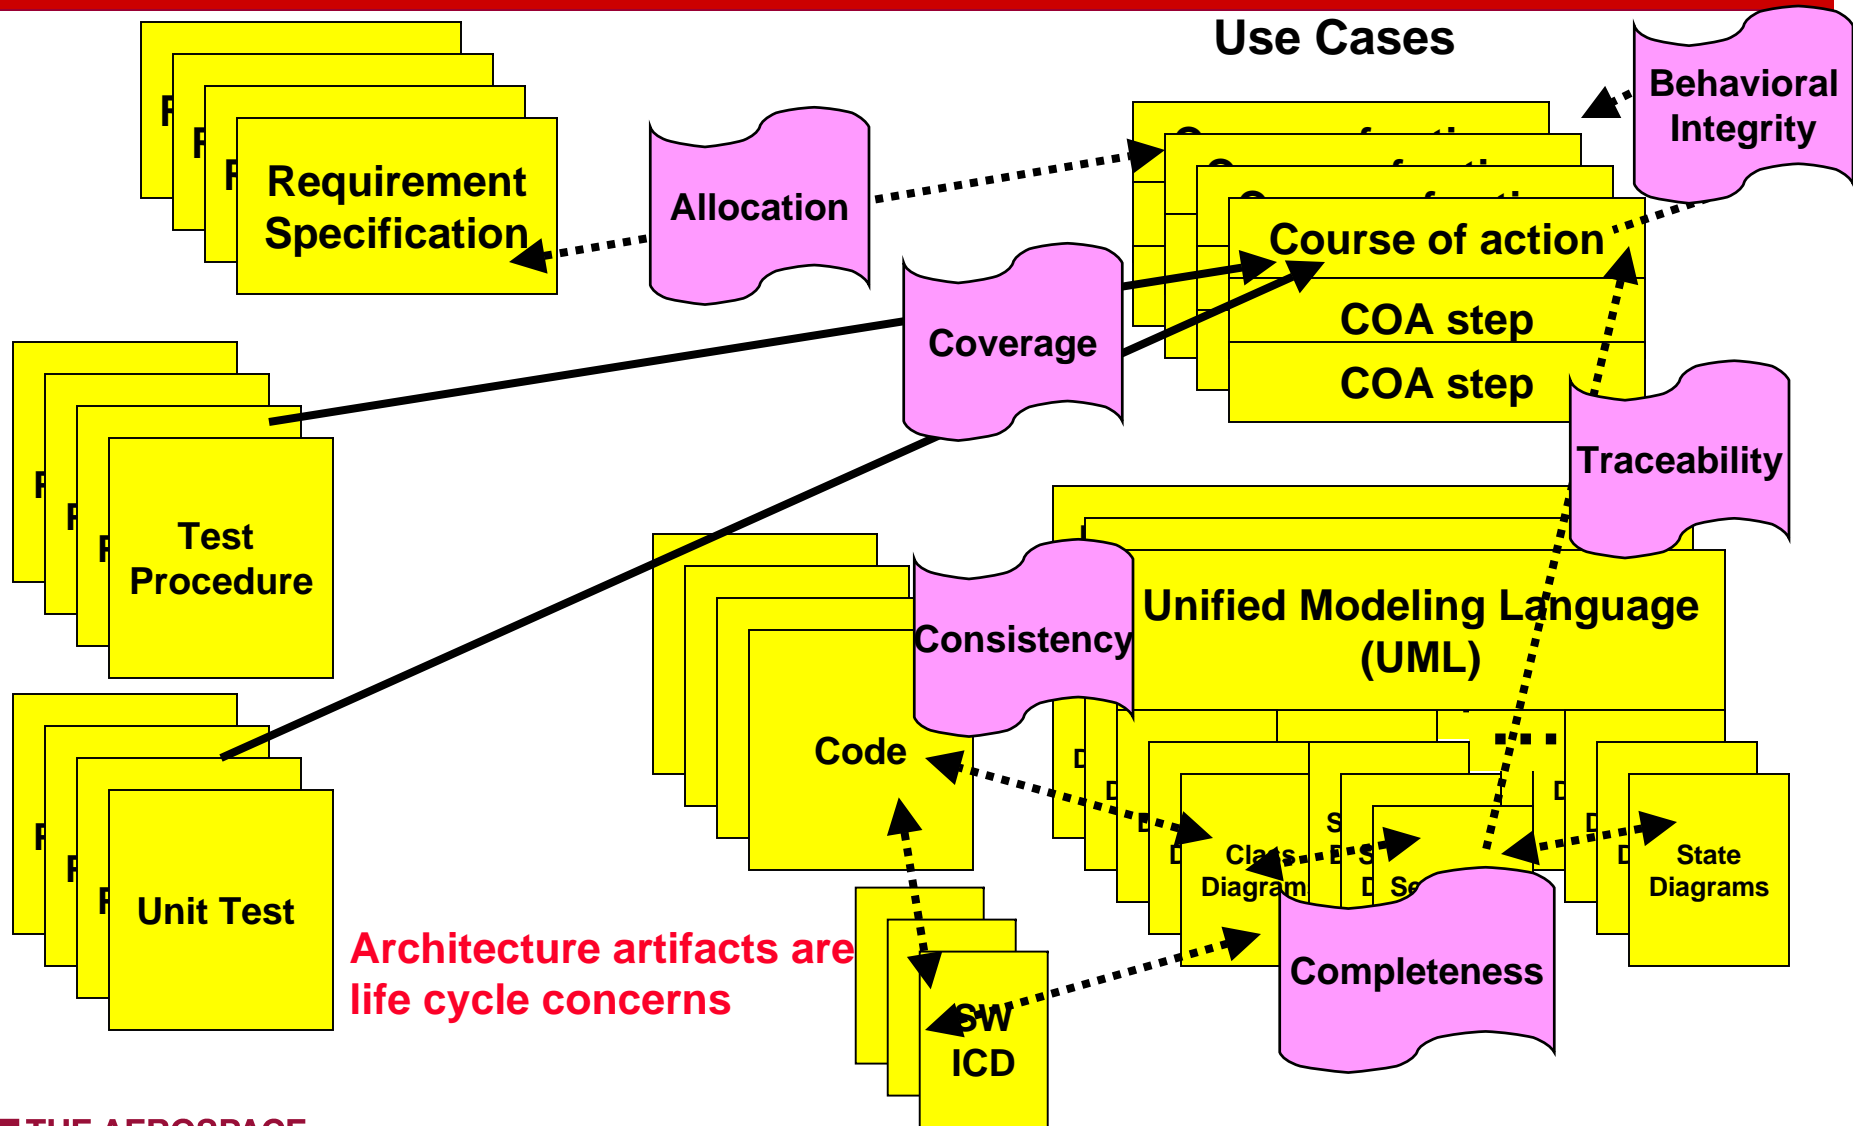 Use Cases
Behavioral
Integrity
Requirement
Specification
Allocation
Course of action
COA step
COA step
Coverage
Traceability
Test
Procedure
Unified Modeling Language
(UML)
Consistency
Code
...
Class
Diagram
State
Diagrams
Unit Test
Architecture artifacts are
life cycle concerns
Completeness
SW
ICD
THE AEROSPACE